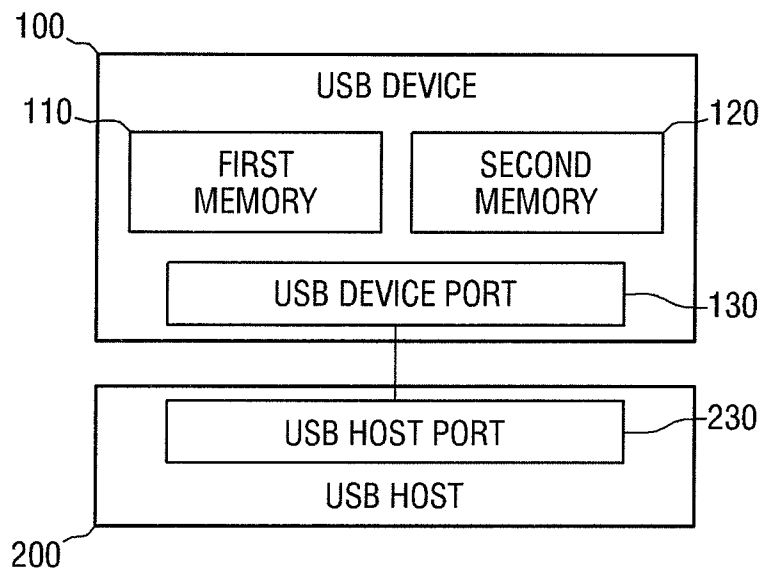 100
USB DEVICE
110
120
FIRST
MEMORY
SECOND
MEMORY
USB DEVICE PORT
130
USB HOST PORT
230
USB HOST
200